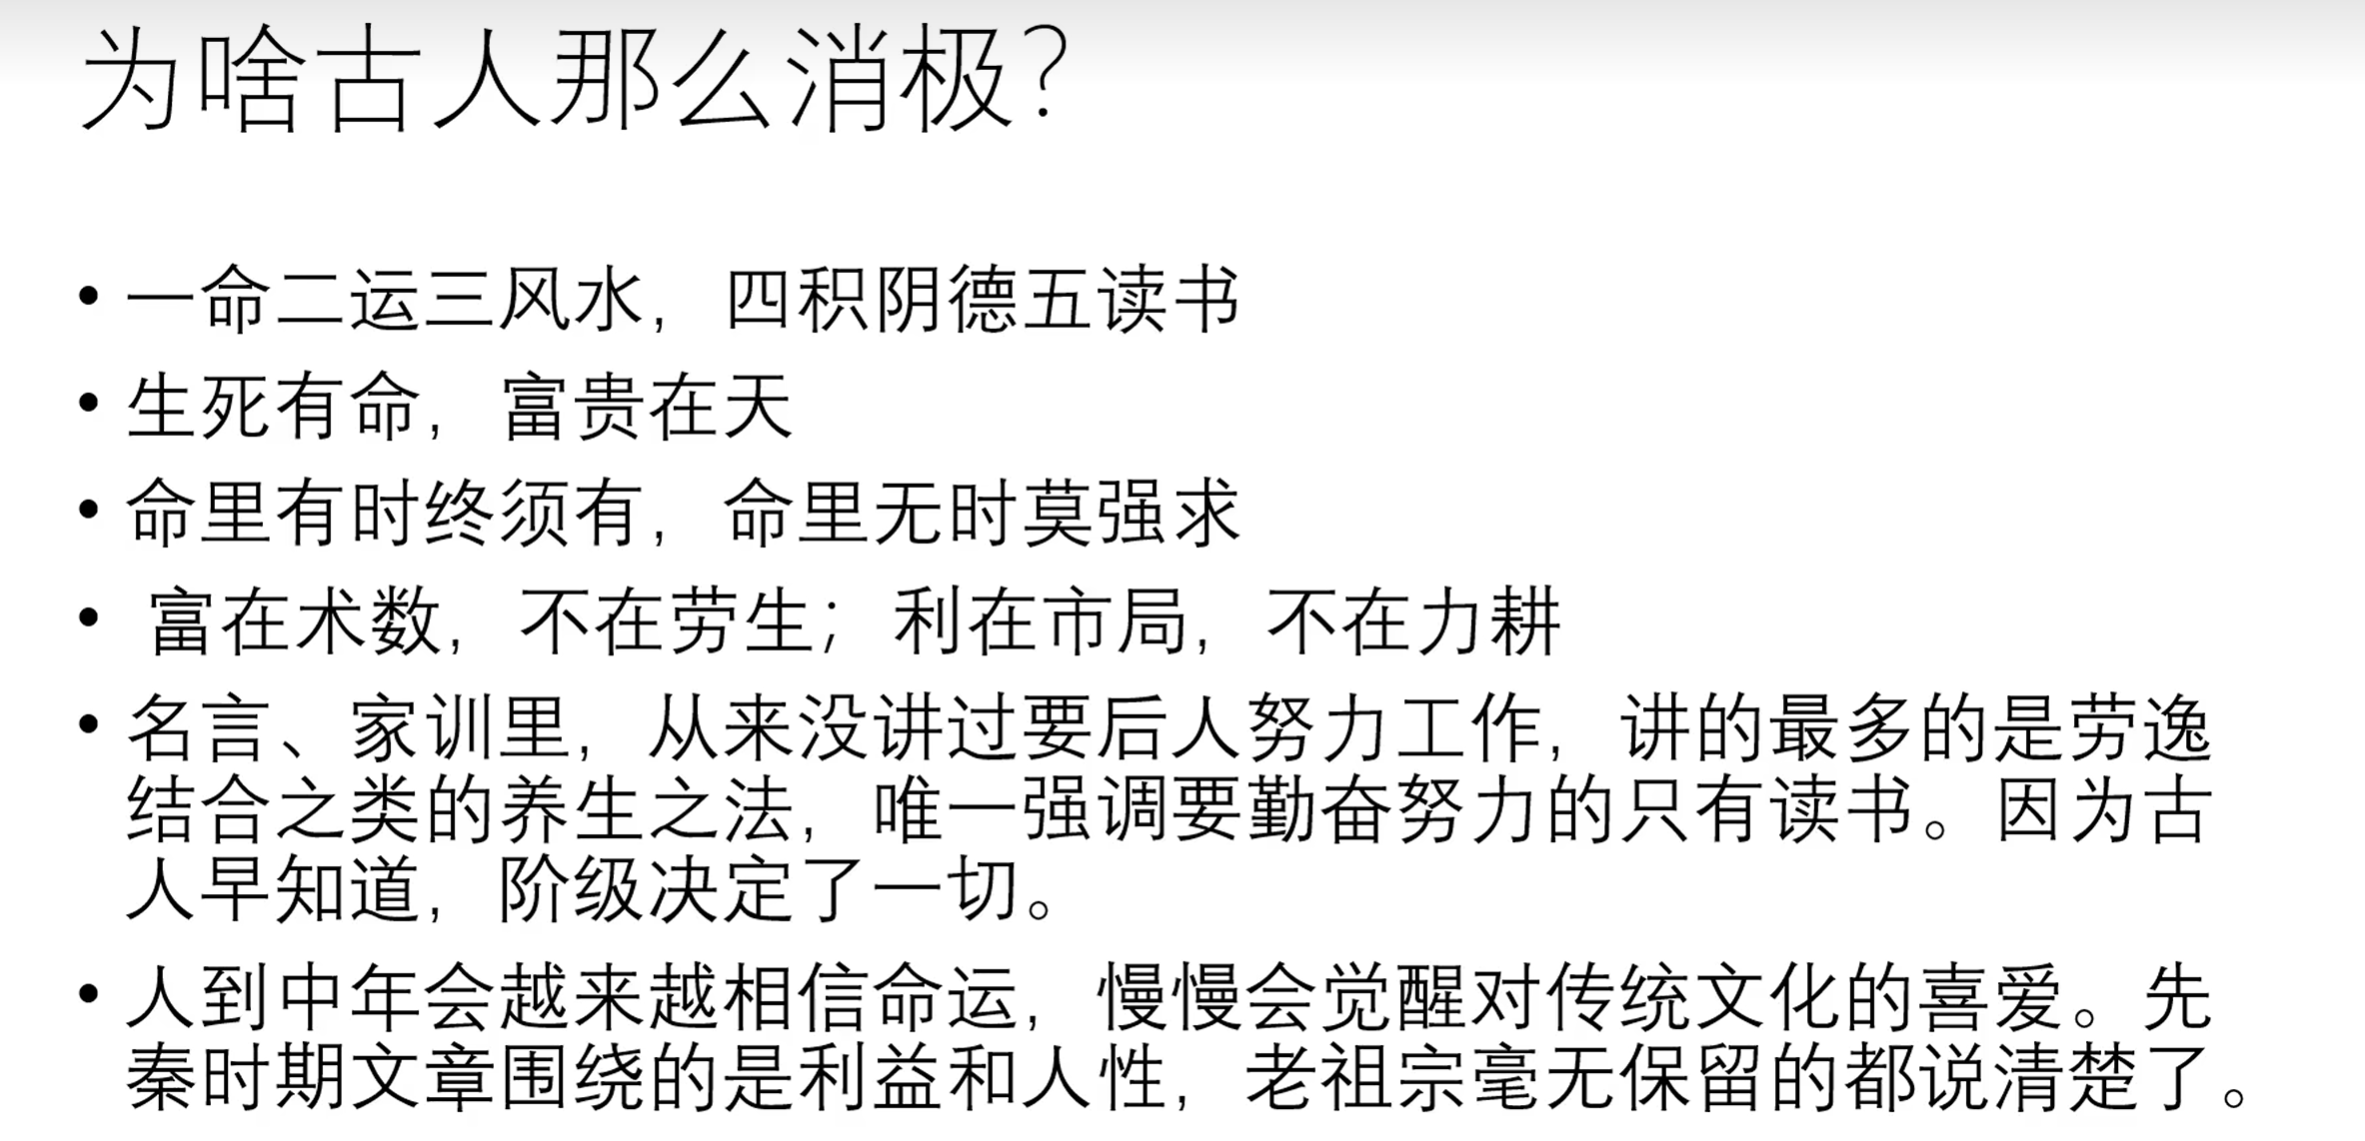 为啥古人那么消极?
• 一命二运三风水，四积阴德五读书
• 生死有命，富贵在天
• 命里有时终须有，命里无时莫强求
• 富在术数，不在劳生；利在市局，不在力耕
• 名言、家训里，从来没讲过要后人努力工作，讲的最多的是劳逸
结合之类的养生之法，唯一强调要勤奋努力的只有读书。因为古
人早知道，阶级决定了一切。
• 人到中年会越来越相信命运，慢慢会觉醒对传统文化的喜爱。先
秦时期文章围绕的是利益和人性，老祖宗毫无保留的都说清楚了。